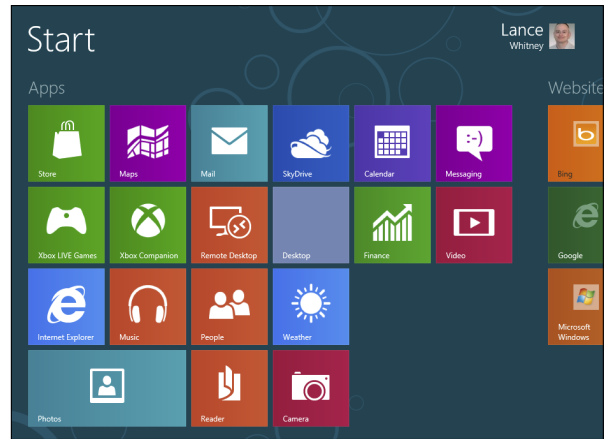 Start
Lance
Whitney
Apps
Website
Store
Maps
Mail
SkyDrive
Calendar
Messaging
Bing
Xbox LIVE Games
Xbox Companion
Remote Desktop
Desktop
Finance
Video
Google
Internet Explorer
Music
People
Weather
Microsoft
Windows
Photos
Reader
Camera